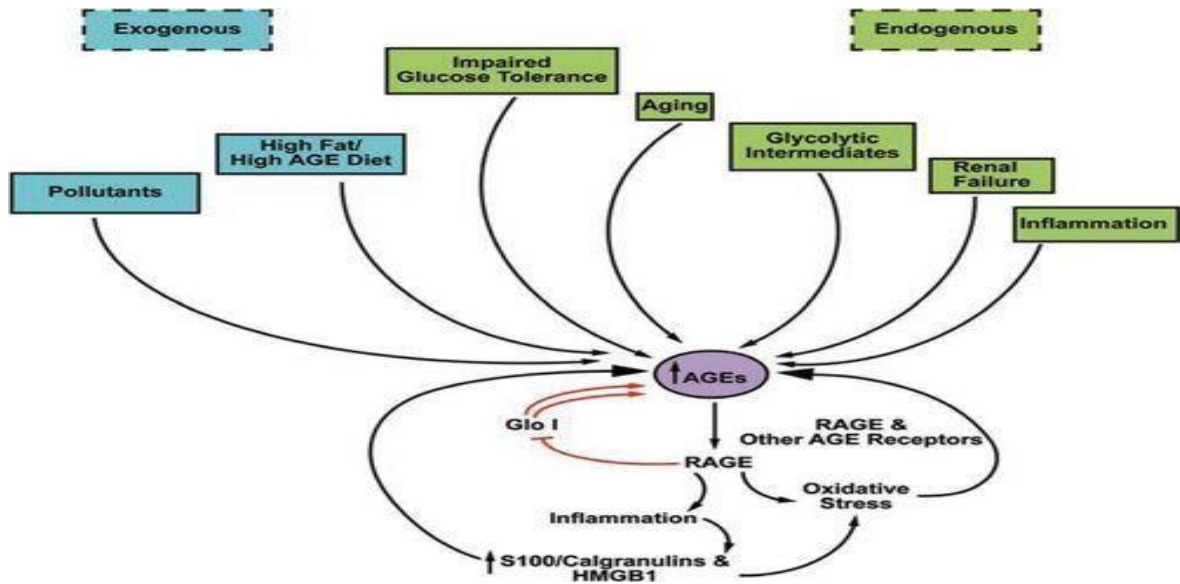 Exogenous
Endogenous
Impaired
Glucose Tolerance
Aging
High Fat/
High AGE Diet
Glycolytic
Intermediates
Pollutants
Renal
Failure
Inflammation
↑AGEs
Glo I
RAGE &
Other AGE Receptors
RAGE
Oxidative
Stress
Inflammation
↑ S100/Calgranulins &
HMGB1